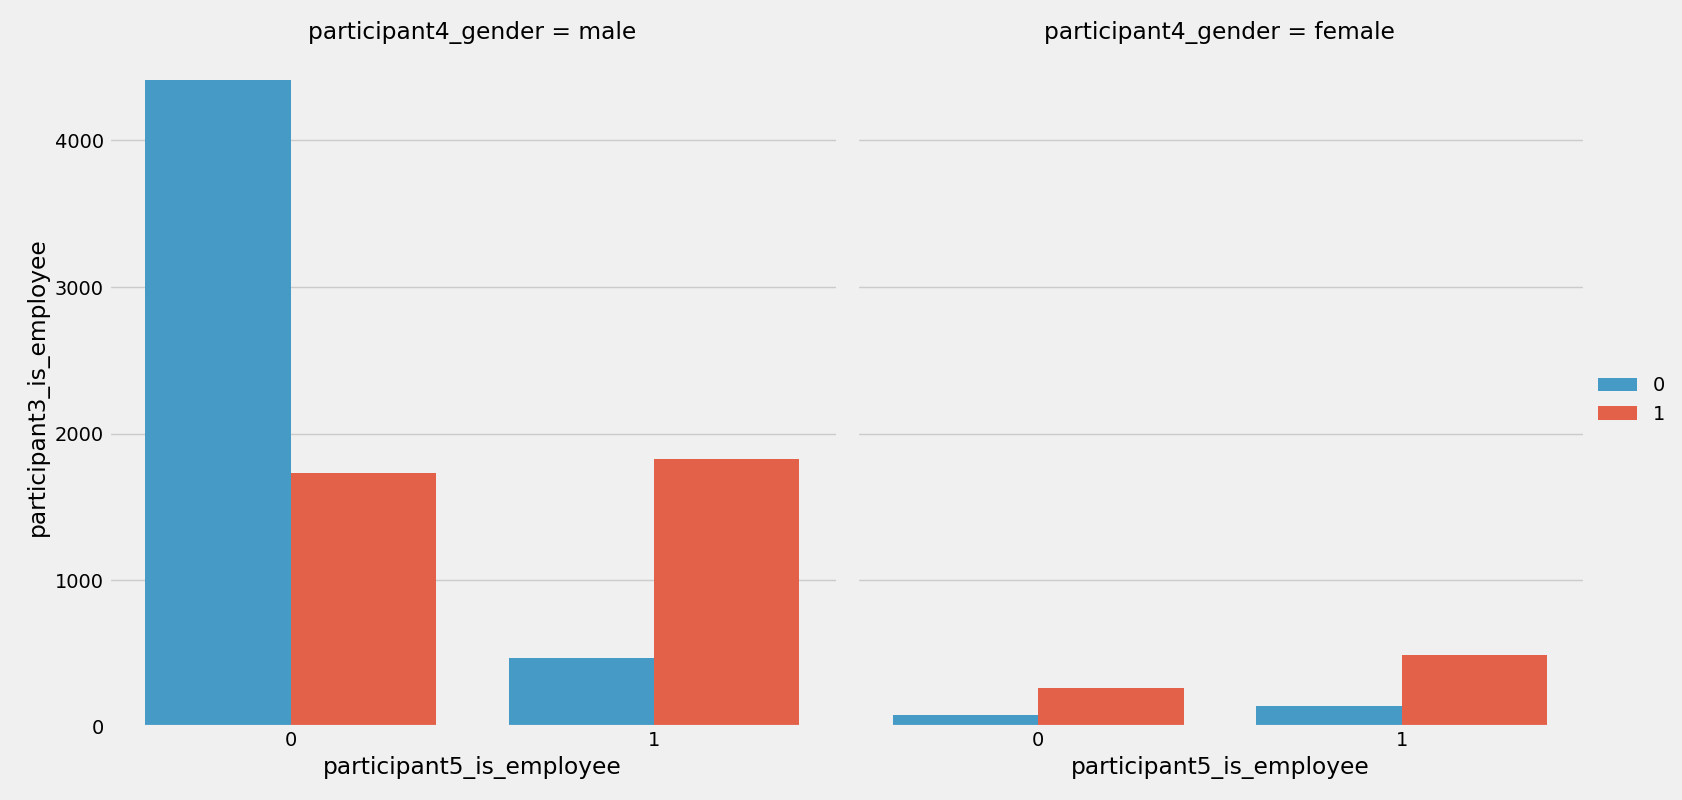 participant4_gender = male
participant4_gender = female
participant3_is_employee
4000
3000
2000
1000
0
0
1
0
1
participant5_is_employee
participant5_is_employee
0
1